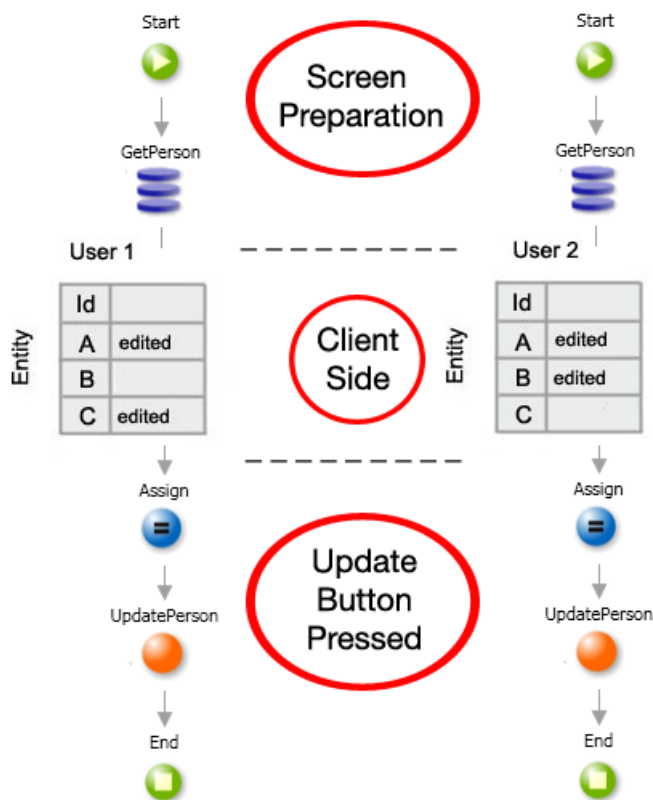 Start
Screen
Preparation
Start
GetPerson
GetPerson
User 1
User 2
Entity
Id
A edited
B
C edited
Client
Side
Entity
Id
A edited
B edited
C
Assign
=
Assign
=
Update
Button
Pressed
UpdatePerson
UpdatePerson
End
End